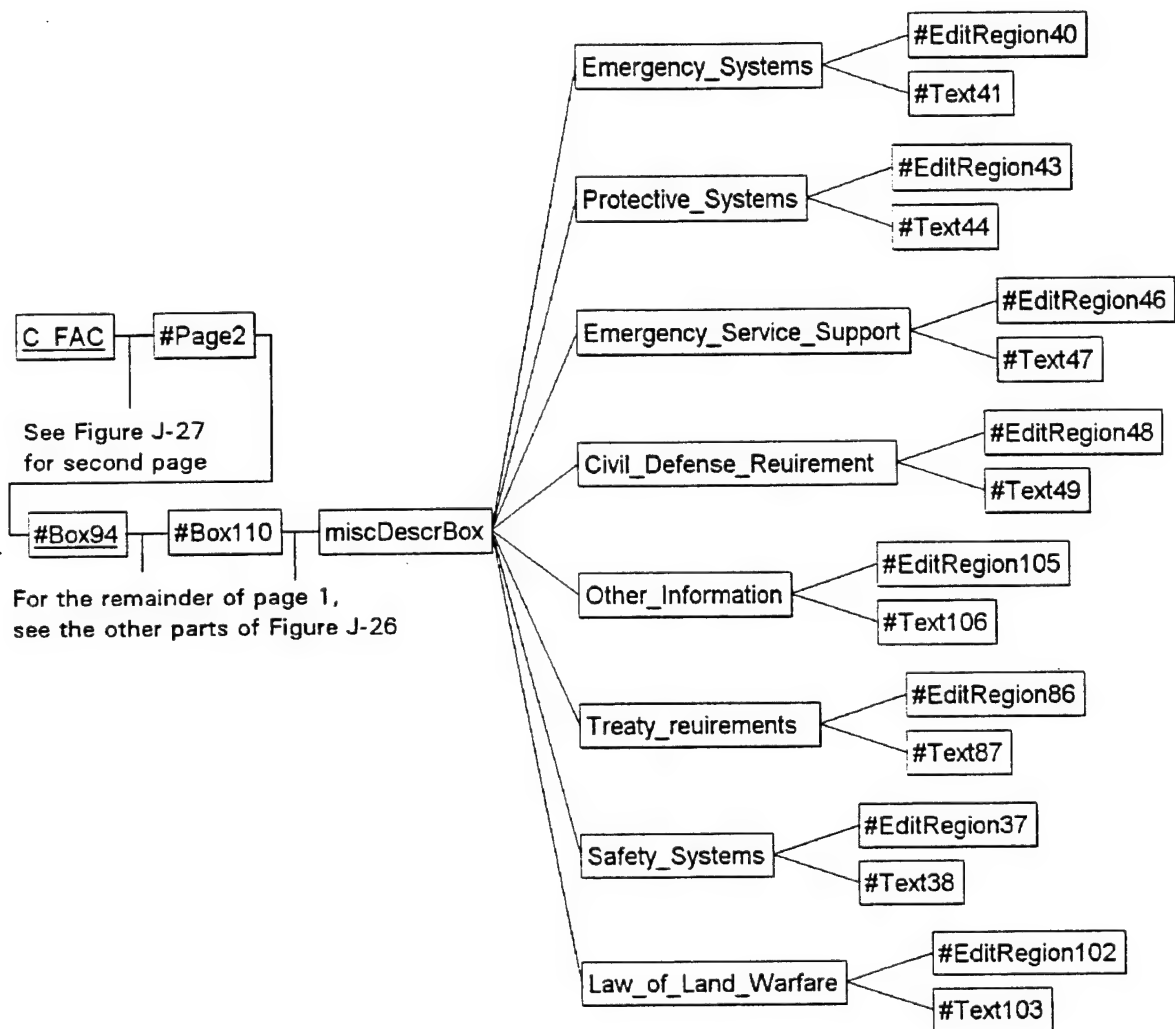 #EditRegion40
Emergency_Systems
#Text41
#EditRegion43
Protective_Systems
#Text44
#EditRegion46
Emergency_Service_Support
#Text47
C_FAC
#Page2
See Figure J-27
for second page
#EditRegion48
Civil_Defense_Reuirement
#Text49
#Box94
#Box110
miscDescrBox
For the remainder of page 1,
see the other parts of Figure J-26
#EditRegion105
Other_Information
#Text106
#EditRegion86
Treaty_reuirements
#Text87
#EditRegion37
Safety_Systems
#Text38
#EditRegion102
Law_of_Land_Warfare
#Text103